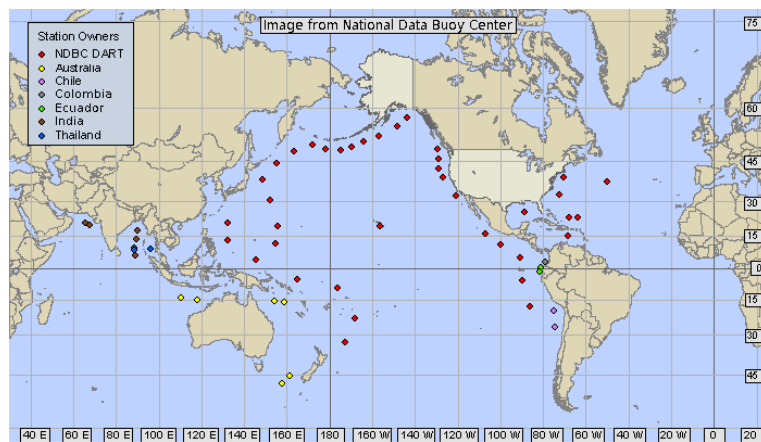 Image from National Data Buoy Center
Station Owners
NDBC DART
Australia
Chile
Colombia
Ecuador
India
Thailand
75
60
45
30
15
0
15
30
45
40 E 60 E 80 E 100 E 120 E 140 E 160 E 180 160 W 140 W 120 W 100 W 80 W 60 W 40 W 20 W 0 20